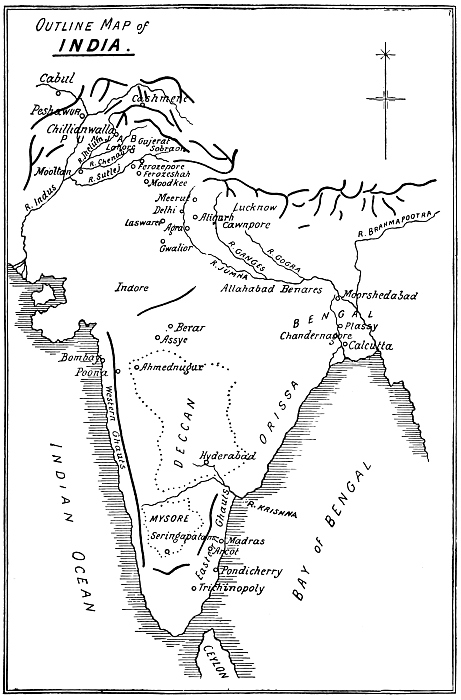 OUTLINE MAP of
INDIA.
Cabul
Cashmere
Peshawur
Chillianwalla
PUNJAB
Gujerat
R. Jhelum
Lahore
Sobraon
R. Chenab
Mooltan
R. Sutlej
Ferozepore
Ferozeshah
Moodkee
R. Indus
Meerut
Delhi
Aligarh
Lucknow
Laswaree
Agra
Cawnpore
Gwalior
R. BRAHMAPOOTRA
R. GANGES
R. GOGRA
R. JUMNA
Indore
Allahabad
Benares
Moorshedabad
BENGAL
Plassy
Chandernagore
Calcutta
Berar
Assye
Bombay
Poona
Ahmednugur
Western Ghauts
DECCAN
ORISSA
Hyderabad
INDIAN OCEAN
BAY of BENGAL
R. KRISHNA
MYSORE
Seringapatam
Eastern Ghauts
Madras
Arcot
Pondicherry
Trichinopoly
CEYLON